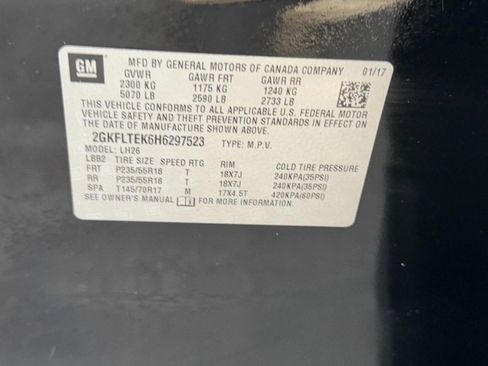 GM
MFD BY GENERAL MOTORS OF CANADA COMPANY 01/17
GVWR GAWR FRT GAWR RR
2300 KG 1175 KG 1240 KG
5070 LB 2590 LB 2733 LB
THIS VEHICLE CONFORMS TO ALL APPLICABLE U.S. FEDERAL MOTOR
VEHICLE SAFETY AND THEFT PREVENTION STANDARDS IN EFFECT ON
THE DATE OF MANUFACTURE SHOWN ABOVE.
2GKFLTEK6H6297523 TYPE: M.P.V.
MODEL: LH26
LBB2 TIRE SIZE SPEED RTG RIM COLD TIRE PRESSURE
FRT P235/55R18 T 18X7J 240KPA(35PSI)
RR P235/55R18 T 18X7J 240KPA(35PSI)
SPA T145/70R17 M 17X4.5T 420KPA(60PSI)
SEE OWNER'S MANUAL FOR MORE INFORMATION.